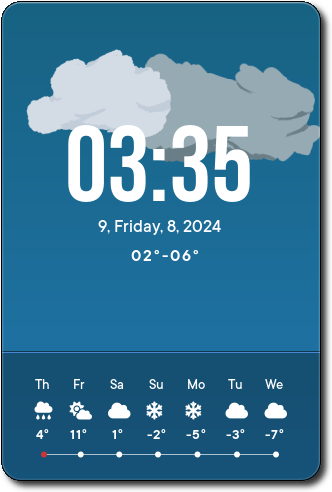 03:35
9, Friday, 8, 2024
02°-06°
Th Fr Sa Su Mo Tu We
4° 11° 1° -2° -5° -3° -7°